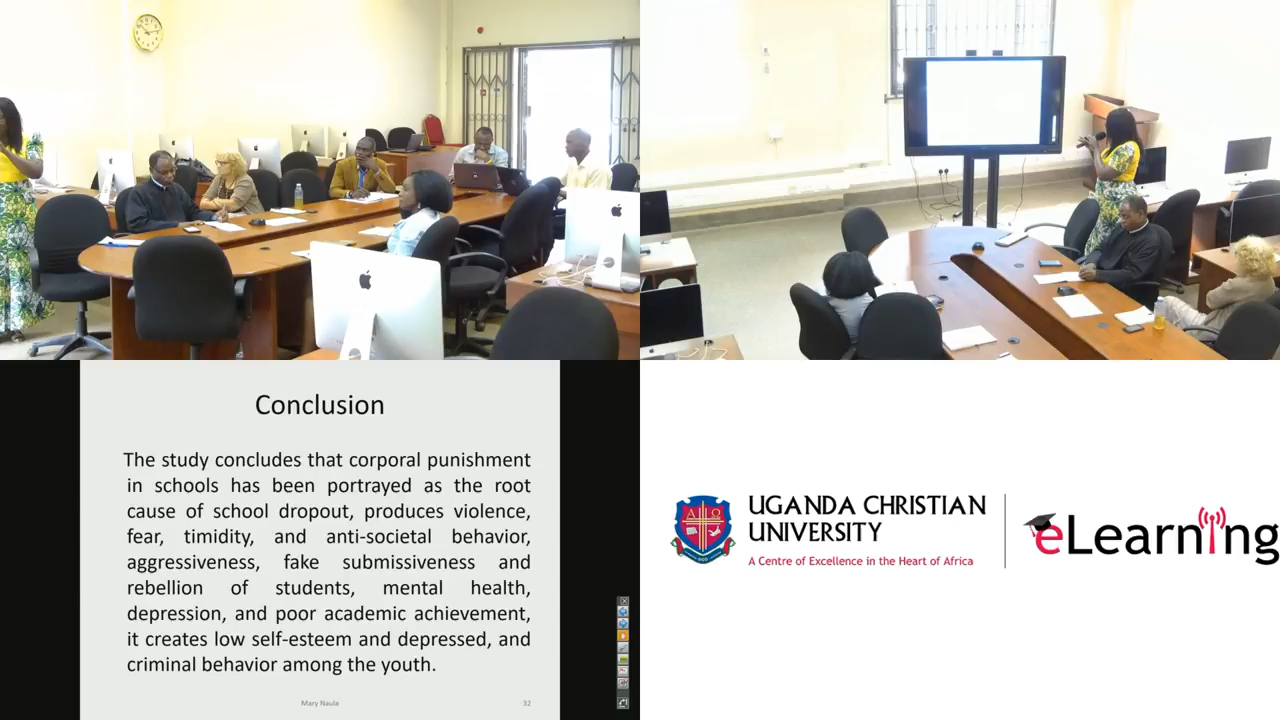 Conclusion
The study concludes that corporal punishment
in schools has been portrayed as the root
cause of school dropout, produces violence,
fear, timidity, and anti-societal behavior,
aggressiveness, fake submissiveness and
rebellion of students, mental health,
depression, and poor academic achievement,
it creates low self-esteem and depressed, and
criminal behavior among the youth.
Mary Naula
32
UGANDA CHRISTIAN
UNIVERSITY
A Centre of Excellence in the Heart of Africa
eLearning